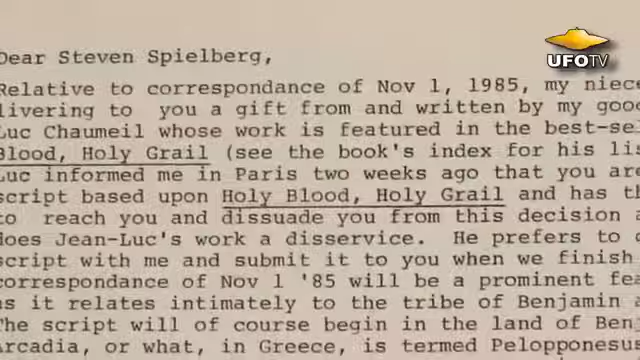 UFOTV
Dear Steven Spielberg,
Relative to correspondance of Nov 1, 1985, my niece
livering to you a gift from and written by my good
Luc Chaumeil whose work is featured in the best-se
Blood, Holy Grail (see the book's index for his lis
Luc informed me in Paris two weeks ago that you are
script based upon Holy Blood, Holy Grail and has th
to reach you and dissuade you from this decision a
does Jean-Luc's work a disservice. He prefers to
script with me and submit it to you when we finish
correspondance of Nov 1 '85 will be a prominent fea
as it relates intimately to the tribe of Benjamin a
The script will of course begin in the land of Benj
Arcadia, or what, in Greece, is termed Peloponnesu